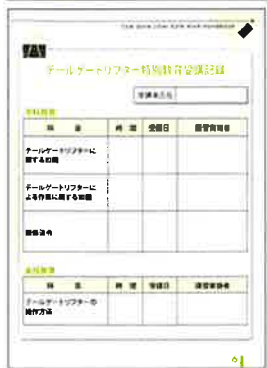 テールゲートリフター特別教育受講記録
受講者氏名
学科教育
科 目 時 間 受講日 教育実施者
テールゲートリフターに
関する知識
テールゲートリフターに
よる作業に関する知識
関係法令
実技教育
科 目 時 間 受講日 教育実施者
テールゲートリフターの
操作方法